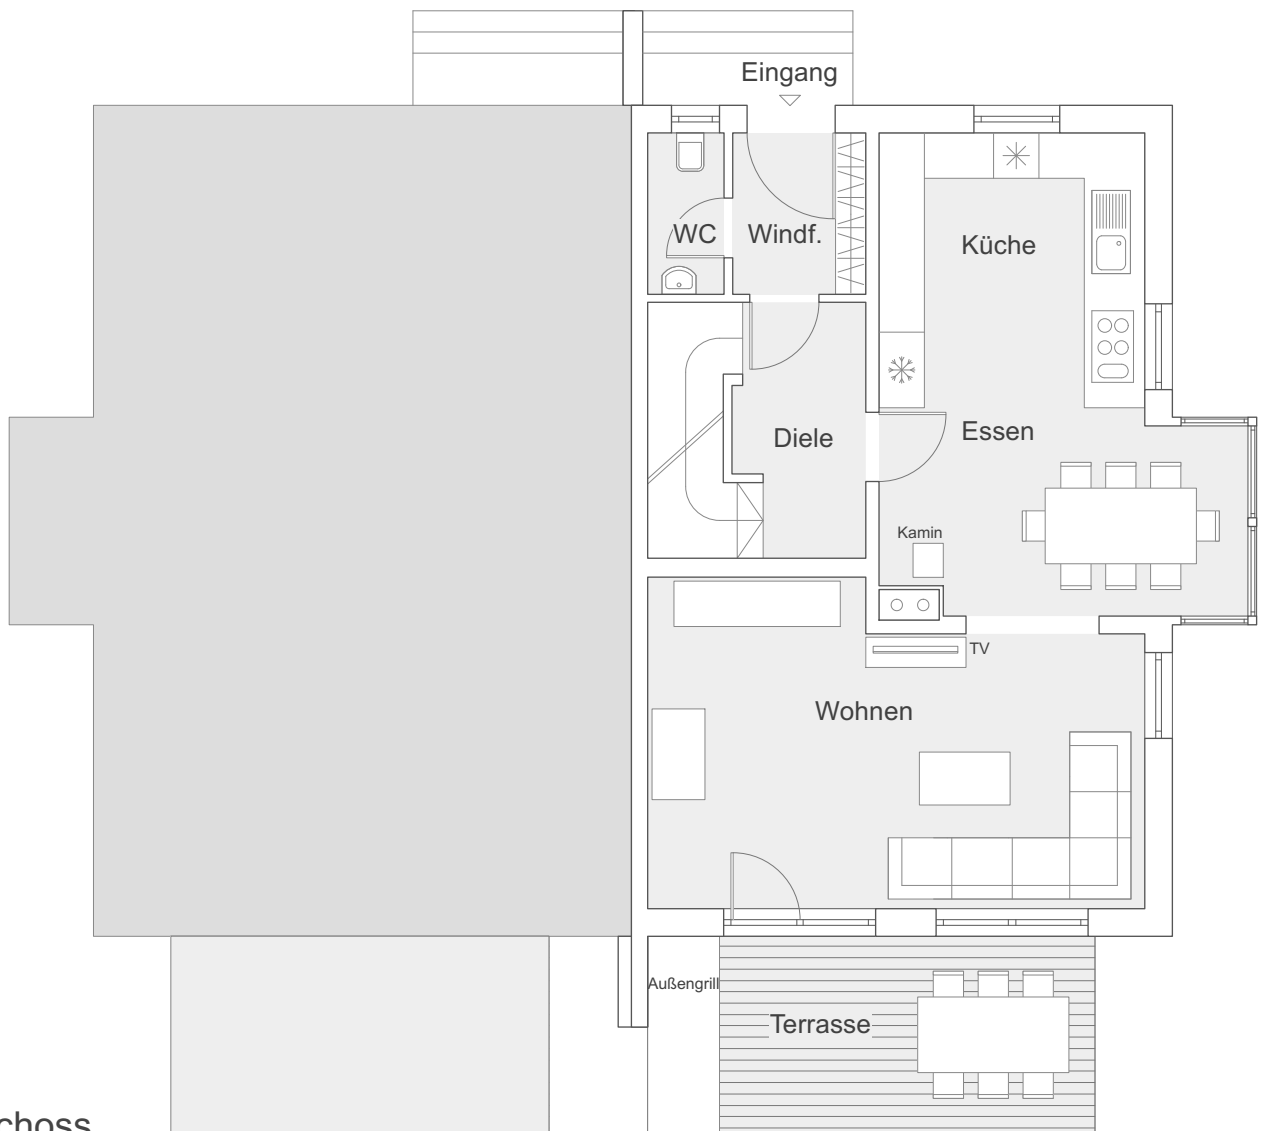 Eingang
WC
Windf.
Küche
Diele
Essen
Kamin
TV
Wohnen
Außengrill
Terrasse
choss